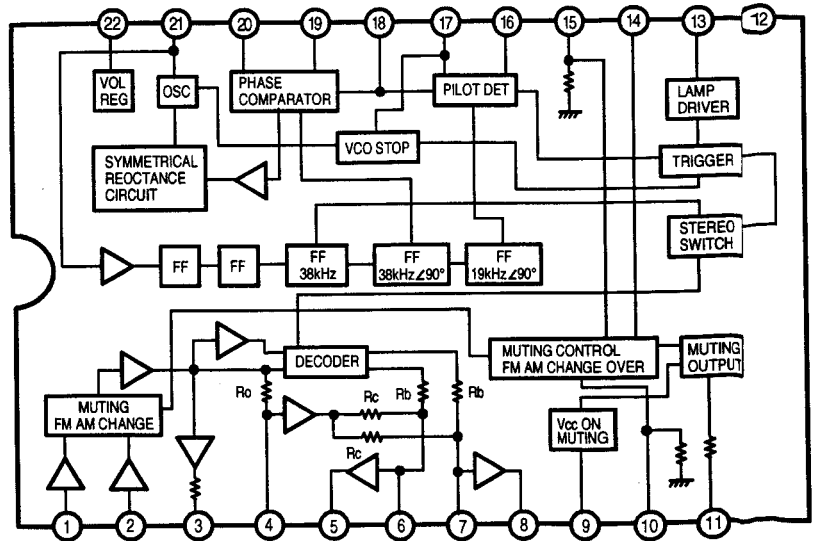 22 21 20 19 18 17 16 15 14 13 12
VOL
REG
OSC
PHASE
COMPARATOR
PILOT DET
LAMP
DRIVER
VCO STOP
SYMMETRICAL
REOCTANCE
CIRCUIT
TRIGGER
STEREO
SWITCH
FF
FF
FF
38kHz
FF
38kHz∠90°
FF
19kHz∠90°
DECODER
MUTING CONTROL
FM AM CHANGE OVER
MUTING
OUTPUT
Ro
Rc
Rb
Rb
MUTING
FM AM CHANGE
Rc
Vcc ON
MUTING
1 2 3 4 5 6 7 8 9 10 11